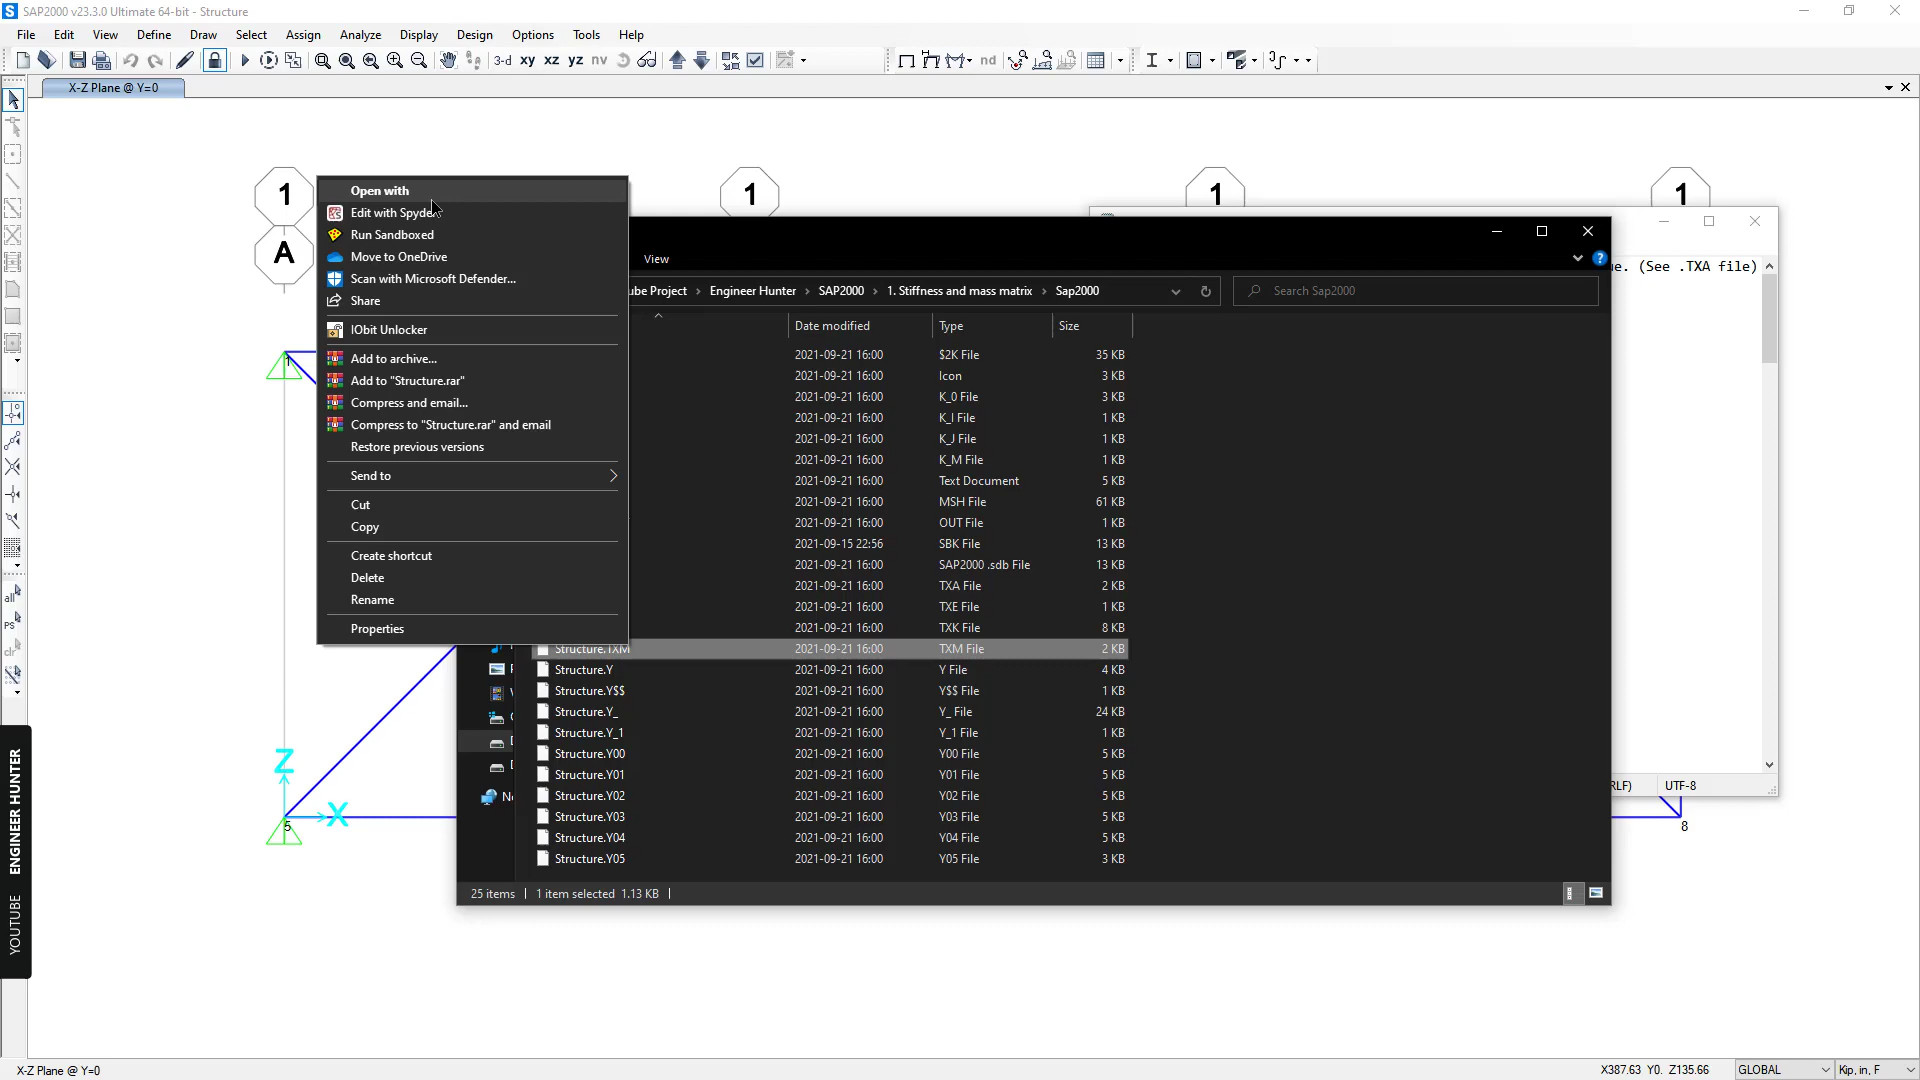 SAP2000 v23.3.0 Ultimate 64-bit - Structure
File Edit View Define Draw Select Assign Analyze Display Design Options Tools Help
3-d xy xz yz nv nd
X-Z Plane @ Y=0
1 1 1 1
A
Open with
Edit with Spyder
Run Sandboxed
Move to OneDrive
Scan with Microsoft Defender...
Share
IObit Unlocker
Add to archive...
Add to "Structure.rar"
Compress and email...
Compress to "Structure.rar" and email
Restore previous versions
Send to
Cut
Copy
Create shortcut
Delete
Rename
Properties
View
ube Project › Engineer Hunter › SAP2000 › 1. Stiffness and mass matrix › Sap2000
Search Sap2000
ue. (See .TXA file)
Date modified Type Size
2021-09-21 16:00 $2K File 35 KB
2021-09-21 16:00 Icon 3 KB
2021-09-21 16:00 K_0 File 3 KB
2021-09-21 16:00 K_I File 1 KB
2021-09-21 16:00 K_J File 1 KB
2021-09-21 16:00 K_M File 1 KB
2021-09-21 16:00 Text Document 5 KB
2021-09-21 16:00 MSH File 61 KB
2021-09-21 16:00 OUT File 1 KB
2021-09-15 22:56 SBK File 13 KB
2021-09-21 16:00 SAP2000 .sdb File 13 KB
2021-09-21 16:00 TXA File 2 KB
2021-09-21 16:00 TXE File 1 KB
2021-09-21 16:00 TXK File 8 KB
Structure.TXM 2021-09-21 16:00 TXM File 2 KB
Structure.Y 2021-09-21 16:00 Y File 4 KB
Structure.Y$$ 2021-09-21 16:00 Y$$ File 1 KB
Structure.Y_ 2021-09-21 16:00 Y_ File 24 KB
Structure.Y_1 2021-09-21 16:00 Y_1 File 1 KB
Structure.Y00 2021-09-21 16:00 Y00 File 5 KB
Structure.Y01 2021-09-21 16:00 Y01 File 5 KB
Structure.Y02 2021-09-21 16:00 Y02 File 5 KB
Structure.Y03 2021-09-21 16:00 Y03 File 5 KB
Structure.Y04 2021-09-21 16:00 Y04 File 5 KB
Structure.Y05 2021-09-21 16:00 Y05 File 3 KB
25 items 1 item selected 1.13 KB
RLF) UTF-8
all
PS
clr
1
Z
X
5
8
YOUTUBE ENGINEER HUNTER
X-Z Plane @ Y=0
X387.63 Y0. Z135.66
GLOBAL
Kip, in, F